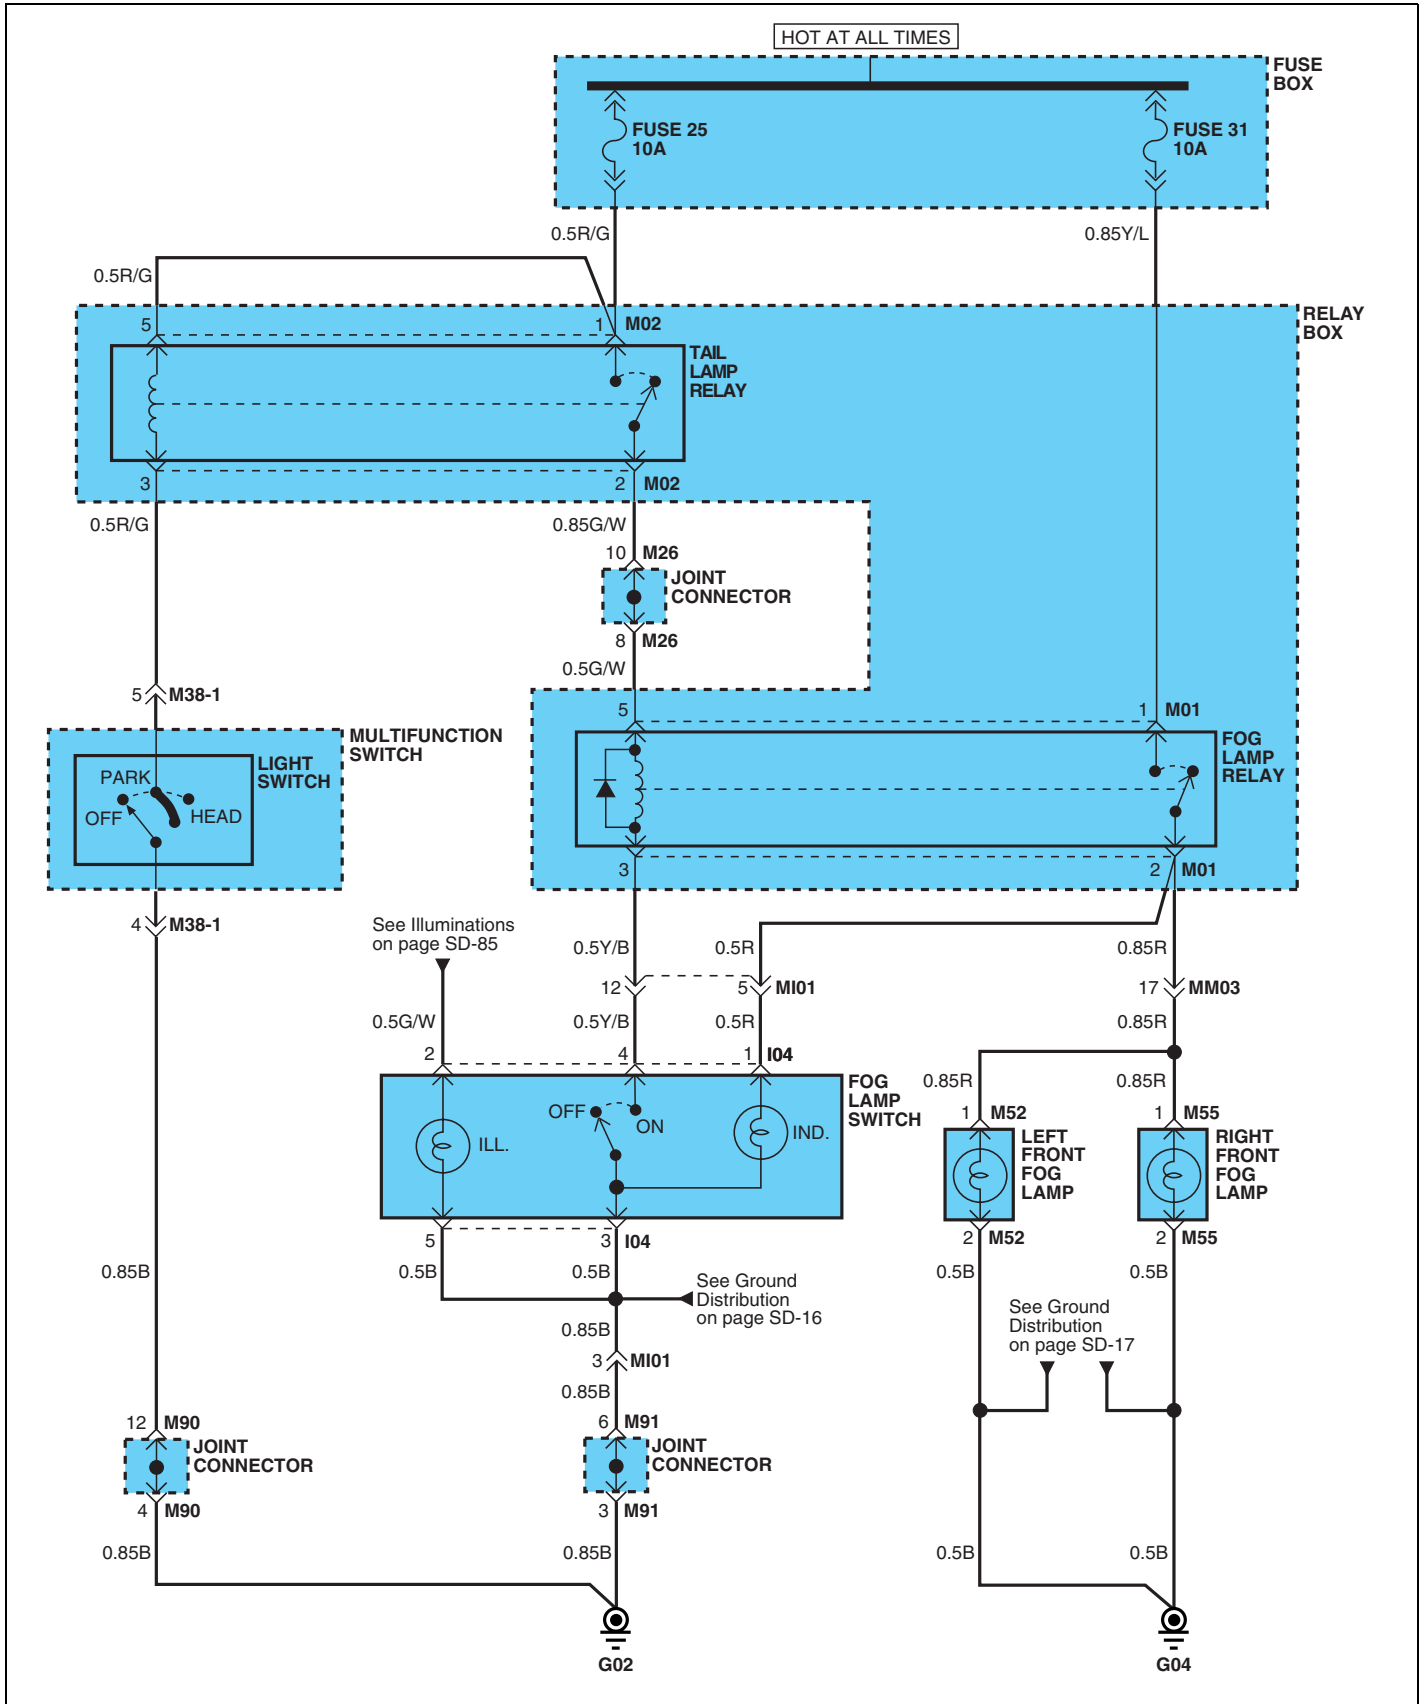 HOT AT ALL TIMES
FUSE
BOX
FUSE 25
10A
FUSE 31
10A
0.5R/G
0.85Y/L
0.5R/G
RELAY
BOX
5
1
M02
TAIL
LAMP
RELAY
3
2
M02
0.5R/G
0.85G/W
10
M26
JOINT
CONNECTOR
8
M26
0.5G/W
5
M38-1
5
1
M01
MULTIFUNCTION
SWITCH
LIGHT
SWITCH
PARK
OFF
HEAD
FOG
LAMP
RELAY
3
2
M01
4
M38-1
See Illuminations
on page SD-85
0.5Y/B
0.5R
0.85R
12
5
MI01
17
MM03
0.5G/W
0.5Y/B
0.5R
0.85R
2
4
1
I04
FOG
LAMP
SWITCH
OFF
ON
ILL.
IND.
0.85R
0.85R
1
M52
1
M55
LEFT
FRONT
FOG
LAMP
RIGHT
FRONT
FOG
LAMP
5
3
I04
2
M52
2
M55
0.85B
0.5B
0.5B
0.5B
0.5B
See Ground
Distribution
on page SD-16
See Ground
Distribution
on page SD-17
0.85B
3
MI01
0.85B
12
M90
6
M91
JOINT
CONNECTOR
JOINT
CONNECTOR
4
M90
3
M91
0.85B
0.85B
0.5B
0.5B
G02
G04